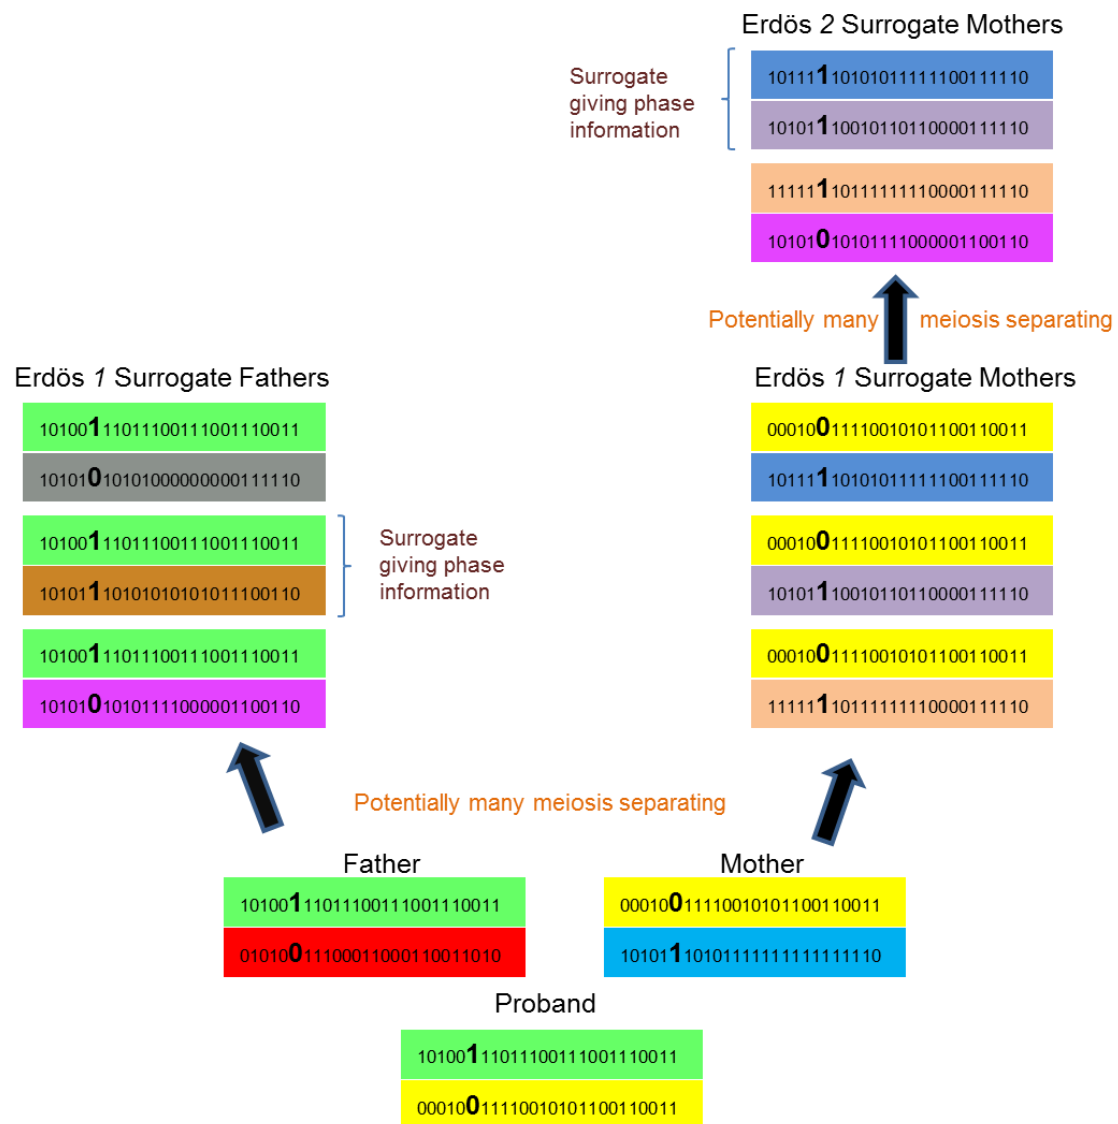 Erdös 2 Surrogate Mothers
Surrogate
giving phase
information
10111110101011111100111110
10101110010110110000111110
11111110111111110000111110
10101010101111000001100110
Potentially many meiosis separating
Erdös 1 Surrogate Fathers
10100111011100111001110011
10101010101000000000111110
10100111011100111001110011
10101110101010101011100110
10100111011100111001110011
10101010101111000001100110
Surrogate
giving phase
information
Erdös 1 Surrogate Mothers
00010011110010101100110011
10111110101011111100111110
00010011110010101100110011
10101110010110110000111110
00010011110010101100110011
11111110111111110000111110
Potentially many meiosis separating
Father
10100111011100111001110011
01010011100011000110011010
Mother
00010011110010101100110011
10101110101111111111111110
Proband
10100111011100111001110011
00010011110010101100110011